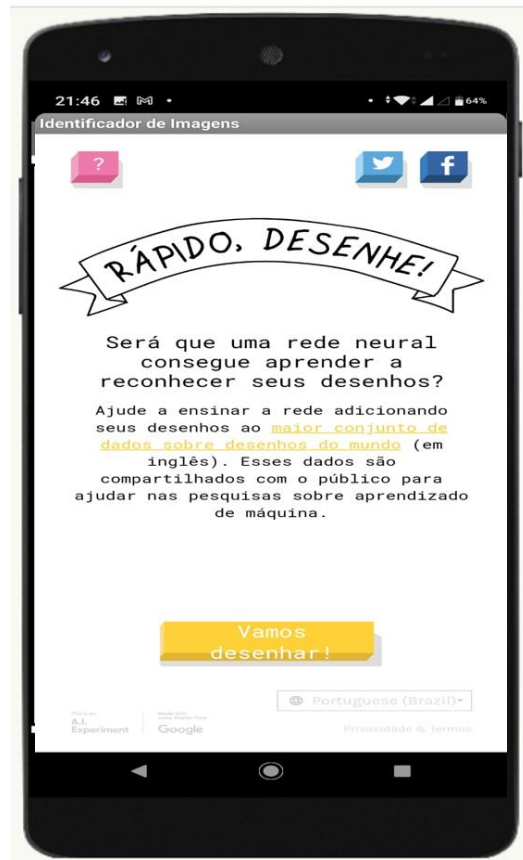 21:46
64%
Identificador de Imagens
?
f
RÁPIDO, DESENHE!
Será que uma rede neural
consegue aprender a
reconhecer seus desenhos?
Ajude a ensinar a rede adicionando
seus desenhos ao maior conjunto de
dados sobre desenhos do mundo (em
inglês). Esses dados são
compartilhados com o público para
ajudar nas pesquisas sobre aprendizado
de máquina.
Vamos
desenhar!
Portuguese (Brazil)
A.I.
Experiment
Google
Privacidade & Termos